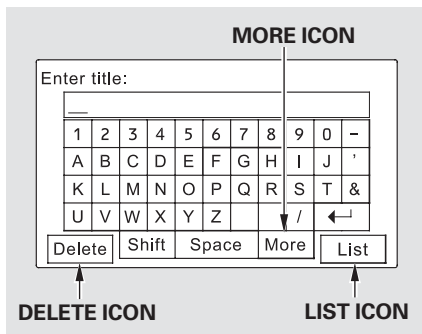 MORE ICON
Enter title:
1 2 3 4 5 6 7 8 9 0 –
A B C D E F G H I J '
K L M N O P Q R S T &
U V W X Y Z /
Delete Shift Space More List
DELETE ICON LIST ICON